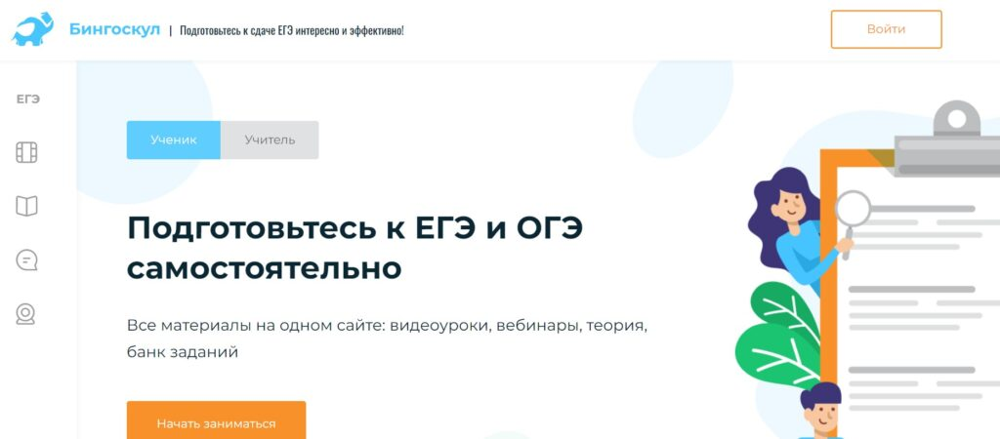 Бингоскул | Подготовьтесь к сдаче ЕГЭ интересно и эффективно!
Войти
ЕГЭ
Ученик
Учитель
Подготовьтесь к ЕГЭ и ОГЭ
самостоятельно
Все материалы на одном сайте: видеоуроки, вебинары, теория,
банк заданий
Начать заниматься